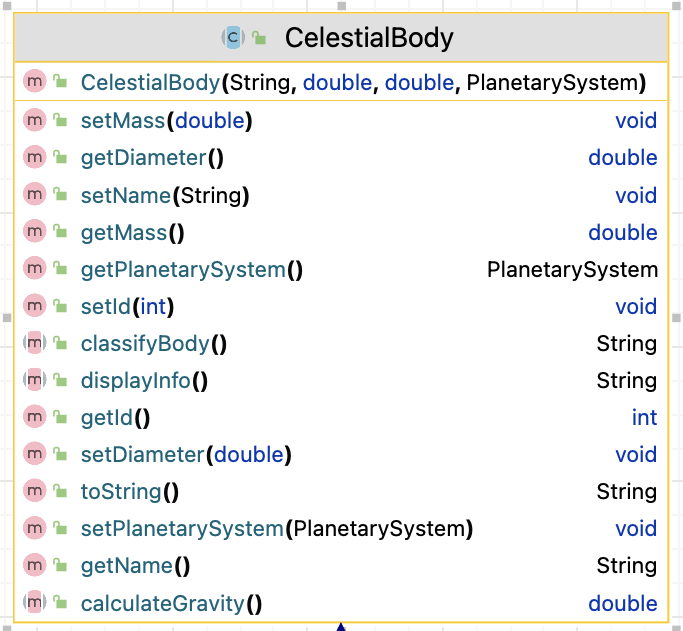 C CelestialBody
m CelestialBody(String, double, double, PlanetarySystem)
m setMass(double) void
m getDiameter() double
m setName(String) void
m getMass() double
m getPlanetarySystem() PlanetarySystem
m setId(int) void
m classifyBody() String
m displayInfo() String
m getId() int
m setDiameter(double) void
m toString() String
m setPlanetarySystem(PlanetarySystem) void
m getName() String
m calculateGravity() double